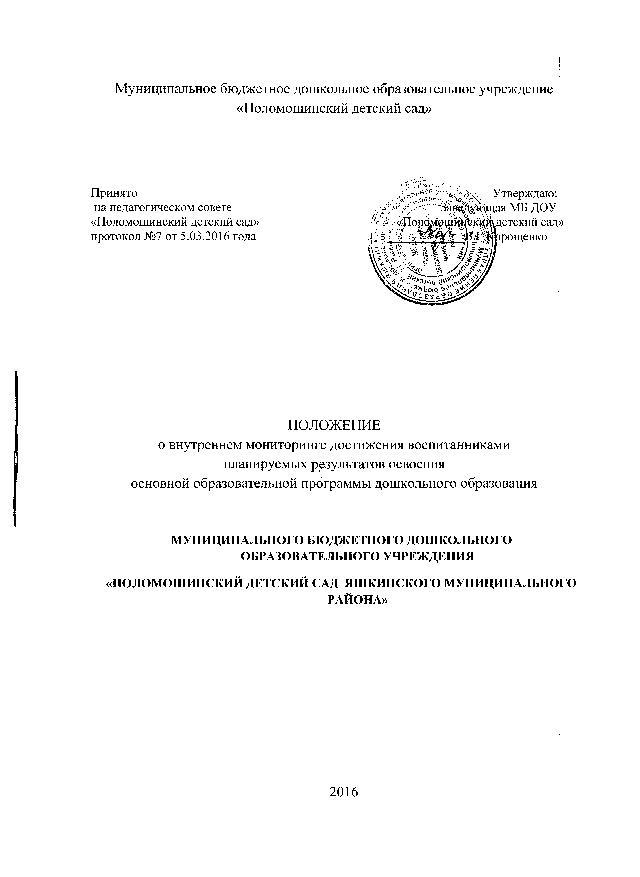 Муниципальное бюджетное дошкольное образовательное учреждение
«Поломошинский детский сад»
Принято
на педагогическом совете
«Поломошинский детский сад»
протокол №7 от 5.03.2016 года
Утверждаю:
заведующая МБ ДОУ
«Поломошинский детский сад»
ПОЛОЖЕНИЕ
о внутреннем мониторинге достижения воспитанниками
планируемых результатов освоения
основной образовательной программы дошкольного образования
МУНИЦИПАЛЬНОГО БЮДЖЕТНОГО ДОШКОЛЬНОГО
ОБРАЗОВАТЕЛЬНОГО УЧРЕЖДЕНИЯ
«ПОЛОМОШИНСКИЙ ДЕТСКИЙ САД ЯШКИНСКОГО МУНИЦИПАЛЬНОГО
РАЙОНА»
2016